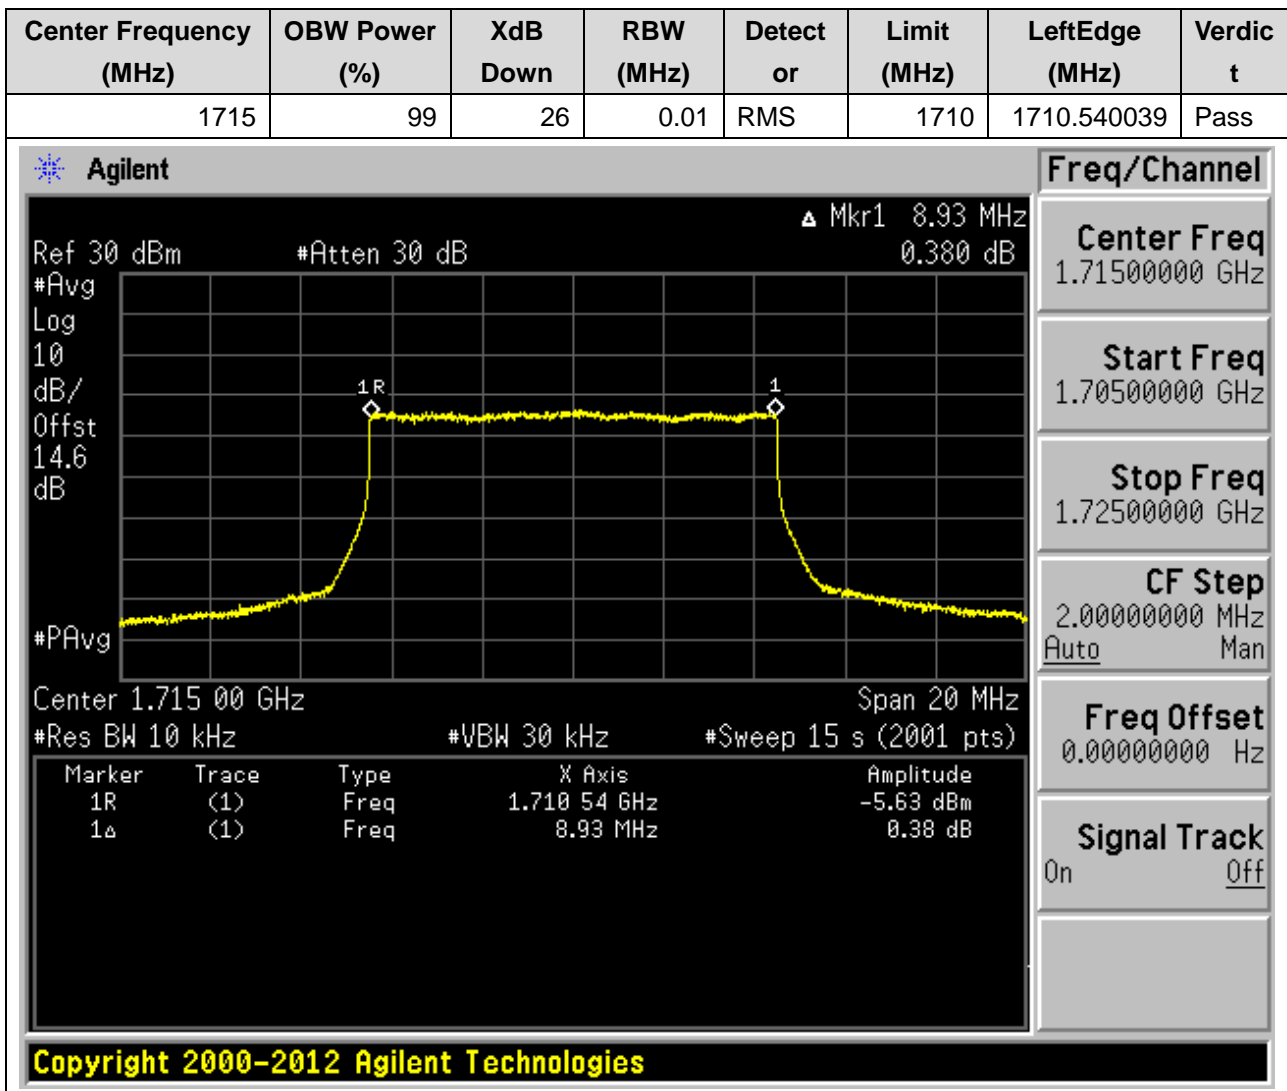 Center Frequency (MHz) OBW Power (%) XdB Down RBW (MHz) Detect or Limit (MHz) LeftEdge (MHz) Verdic t
1715 99 26 0.01 RMS 1710 1710.540039 Pass
Agilent
Freq/Channel
Δ Mkr1 8.93 MHz
Ref 30 dBm #Atten 30 dB 0.380 dB
#Avg
Log
10
dB/
Offst
14.6
dB
1R
1
#PAvg
Center 1.715 00 GHz Span 20 MHz
#Res BW 10 kHz #VBW 30 kHz #Sweep 15 s (2001 pts)
Marker Trace Type X Axis Amplitude
1R (1) Freq 1.710 54 GHz -5.63 dBm
1Δ (1) Freq 8.93 MHz 0.38 dB
Center Freq
1.71500000 GHz
Start Freq
1.70500000 GHz
Stop Freq
1.72500000 GHz
CF Step
2.00000000 MHz
Auto Man
Freq Offset
0.00000000 Hz
Signal Track
On Off
Copyright 2000-2012 Agilent Technologies